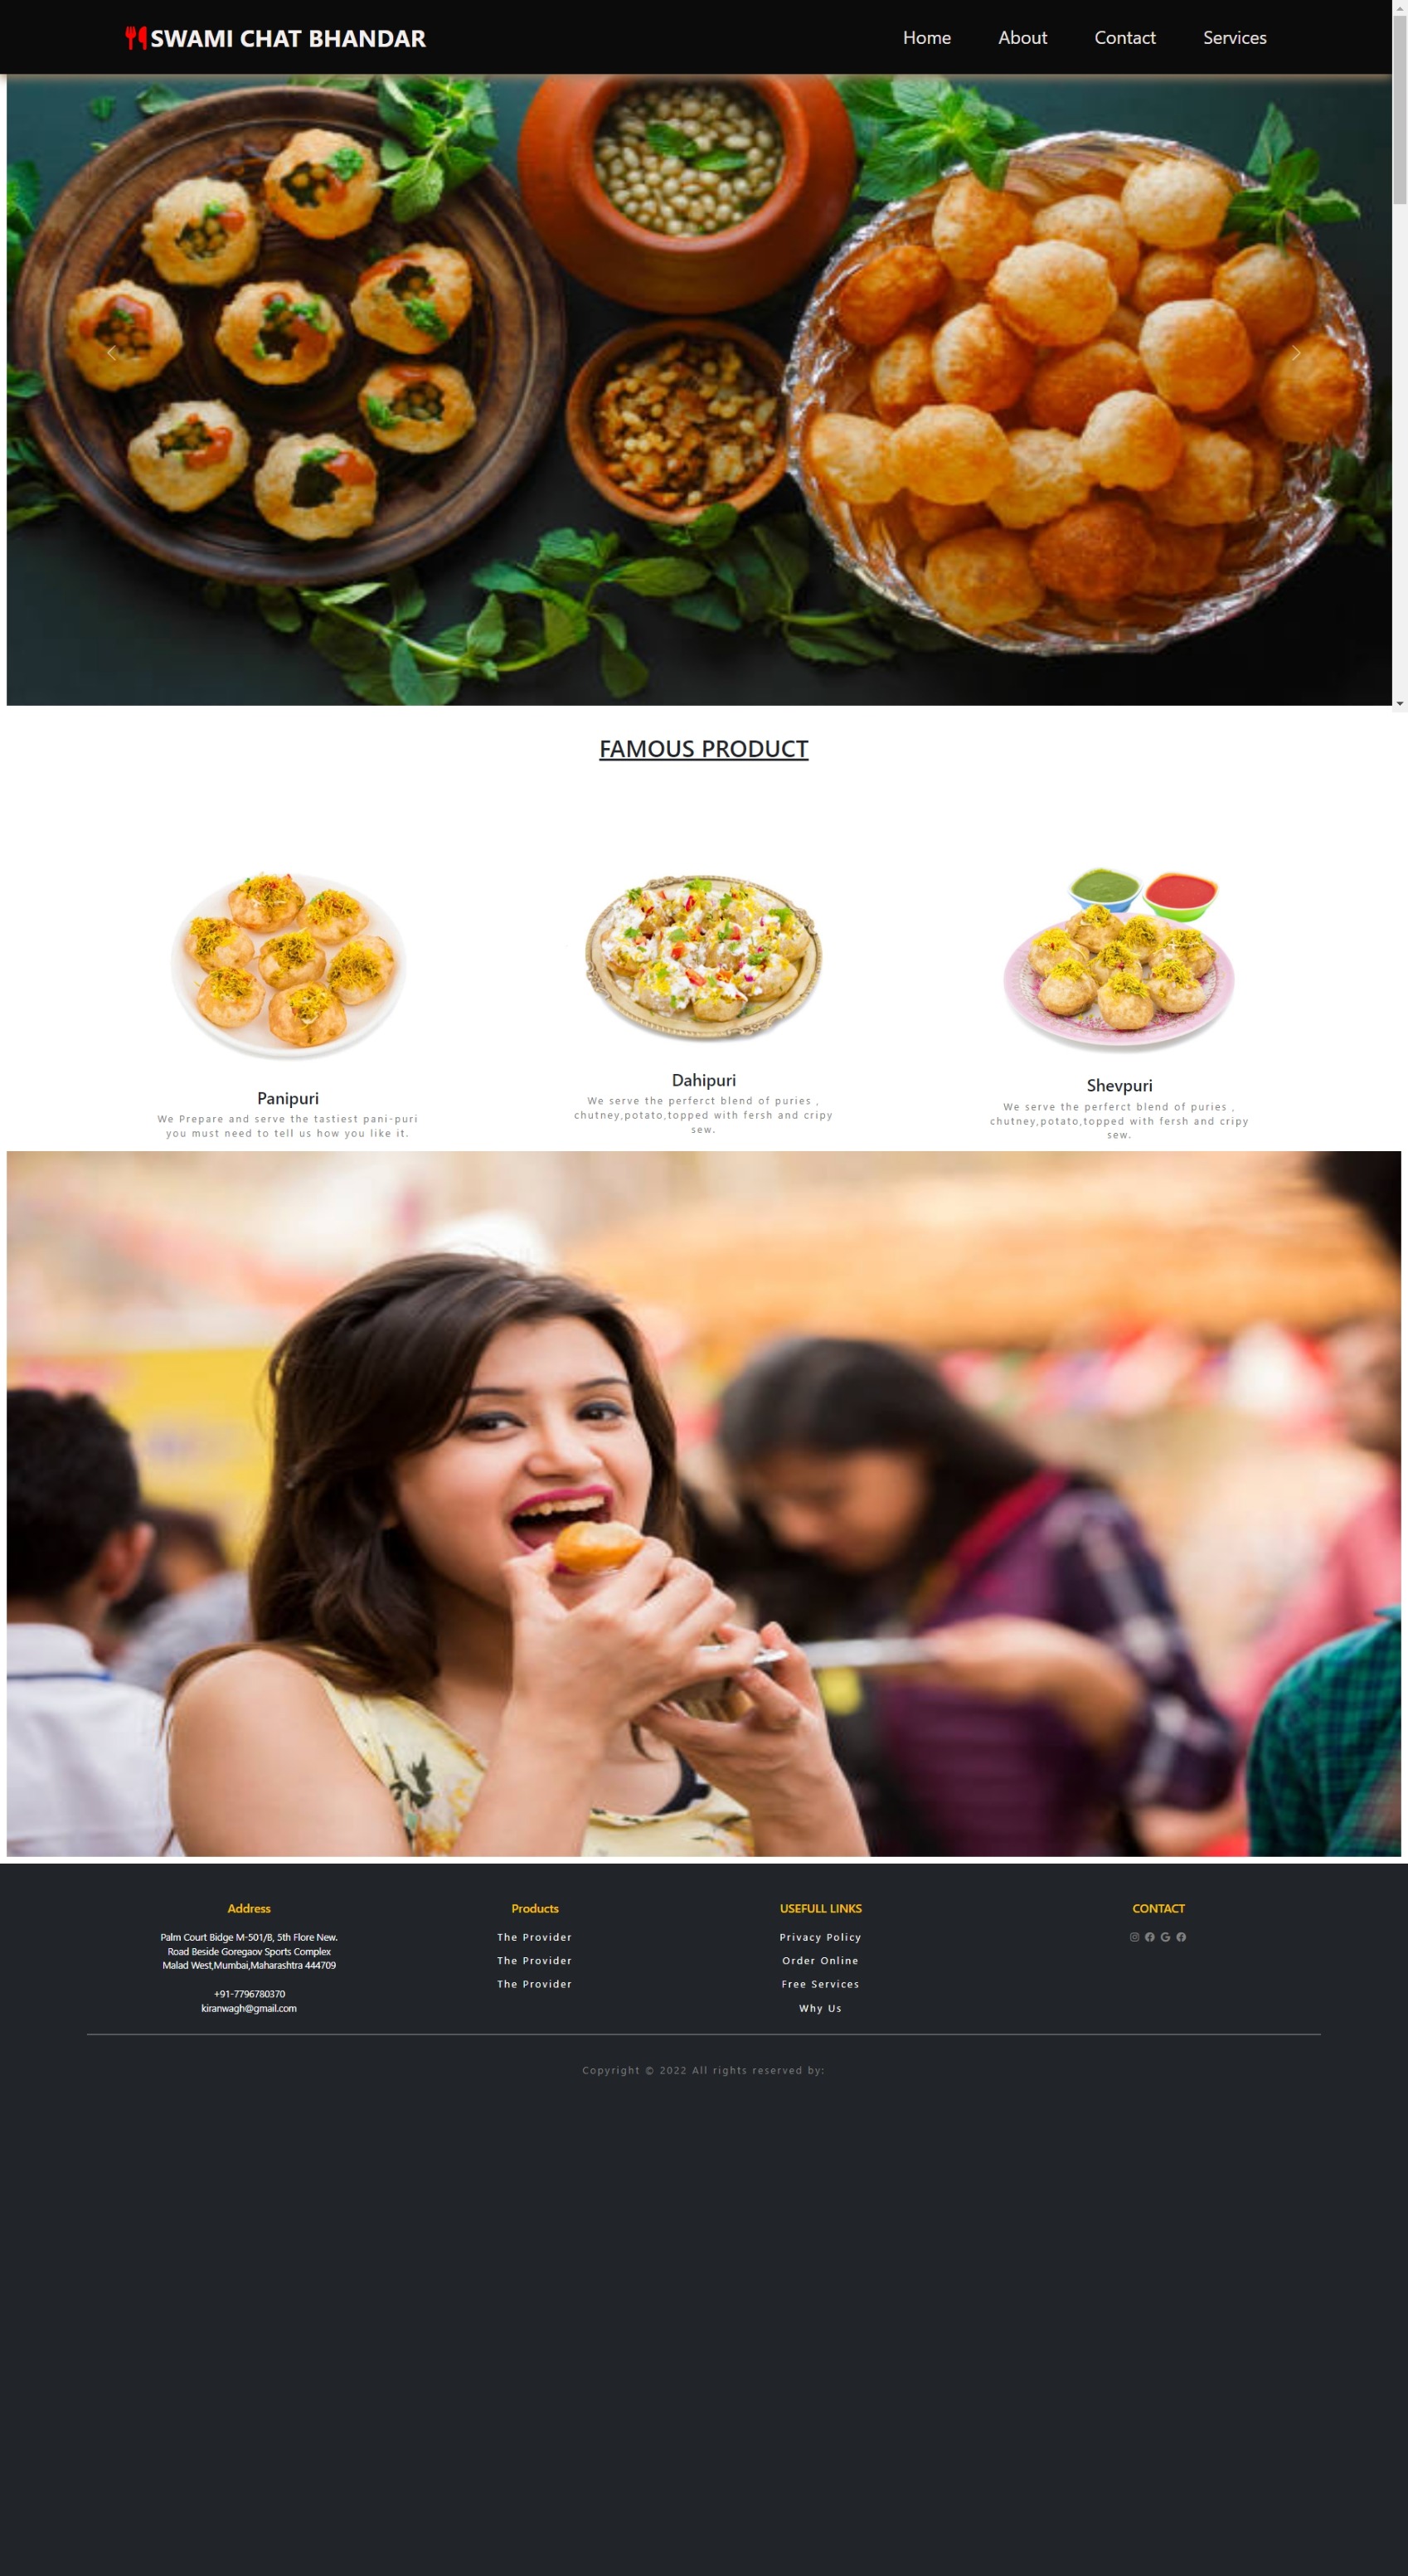 SWAMI CHAT BHANDAR
Home About Contact Services
FAMOUS PRODUCT
Panipuri
We Prepare and serve the tastiest pani-puri
you must need to tell us how you like it.
Dahipuri
We serve the perferct blend of puries ,
chutney,potato,topped with fersh and cripy
sew.
Shevpuri
We serve the perferct blend of puries ,
chutney,potato,topped with fersh and cripy
sew.
Address
Palm Court Bidge M-501/B, 5th Flore New.
Road Beside Goregaov Sports Complex
Malad West,Mumbai,Maharashtra 444709
+91-7796780370
kiranwagh@gmail.com
Products
The Provider
The Provider
The Provider
USEFULL LINKS
Privacy Policy
Order Online
Free Services
Why Us
CONTACT
Copyright © 2022 All rights reserved by: